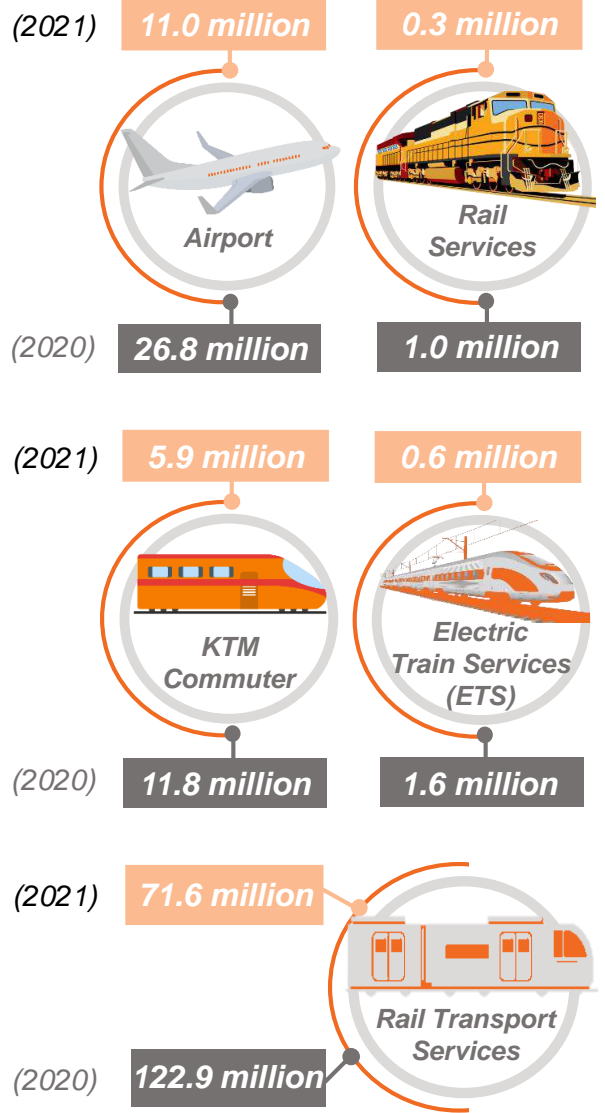 (2021) 11.0 million 0.3 million
Airport
Rail
Services
(2020) 26.8 million 1.0 million
(2021) 5.9 million 0.6 million
KTM
Commuter
Electric
Train Services
(ETS)
(2020) 11.8 million 1.6 million
(2021) 71.6 million
Rail Transport
Services
(2020) 122.9 million